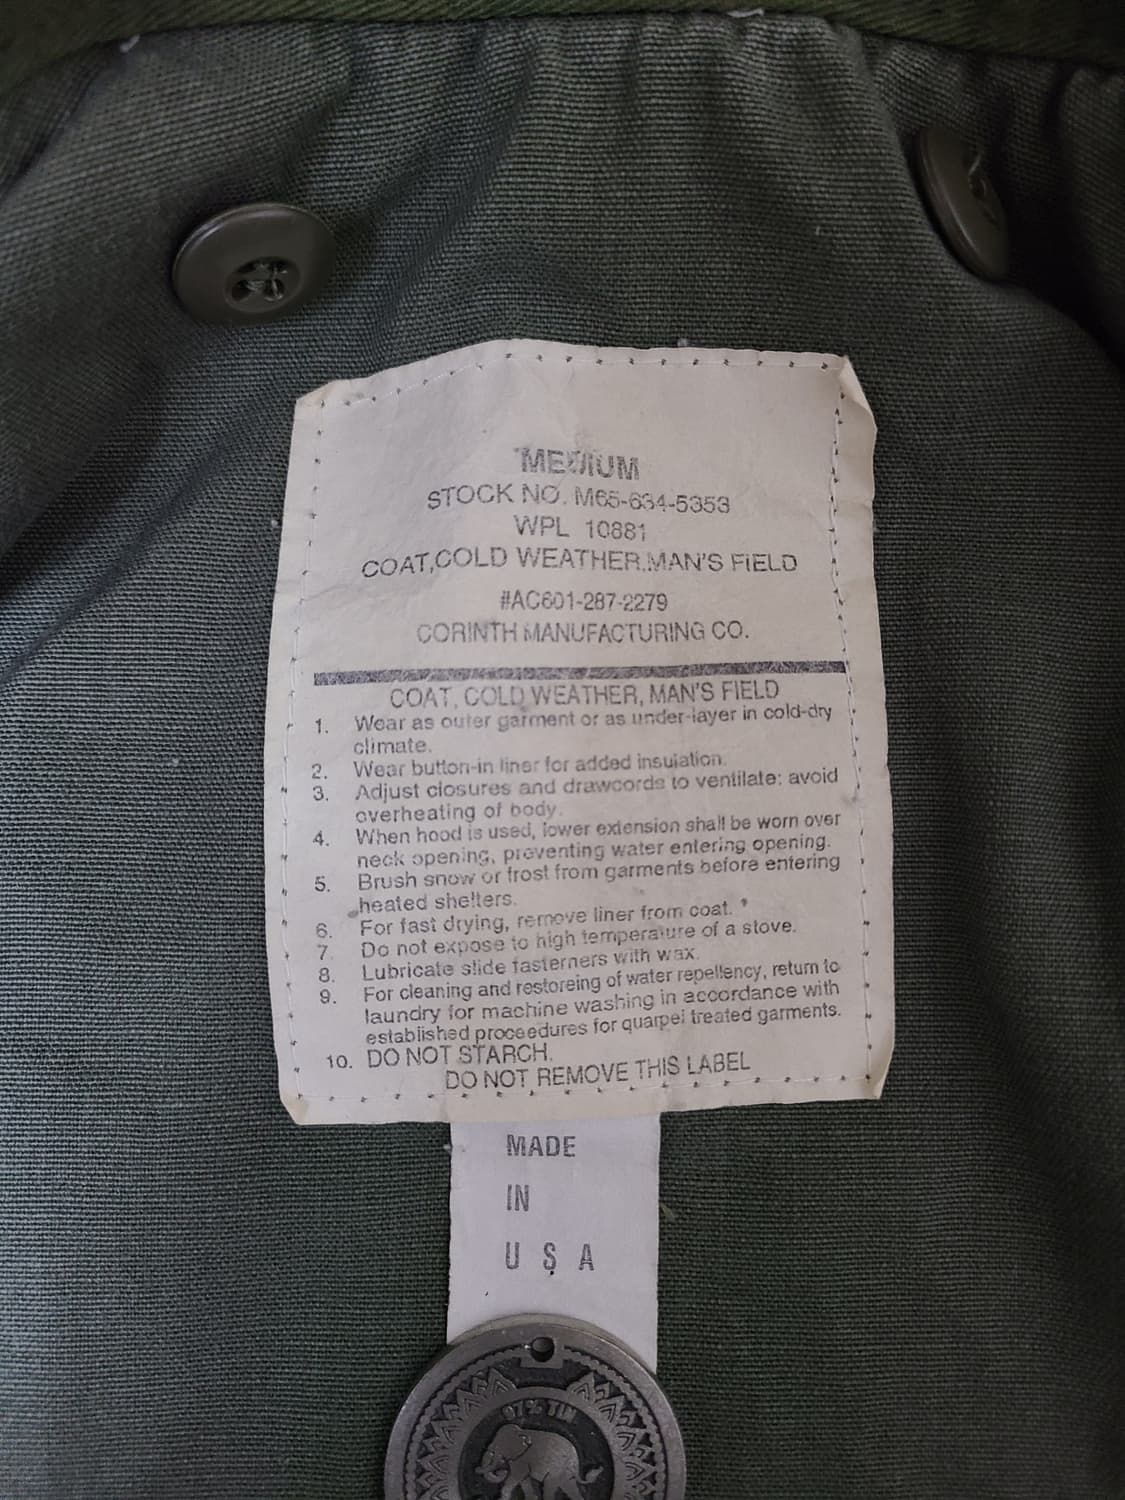 MEDIUM
STOCK NO. M65-634-5353
WPL 10881
COAT,COLD WEATHER.MAN'S FIELD
#AC601-287-2279
CORINTH MANUFACTURING CO.
COAT, COLD WEATHER, MAN'S FIELD
1. Wear as outer garment or as under-layer in cold-dry
climate.
2. Wear button-in liner for added insulation.
3. Adjust closures and drawcords to ventilate: avoid
overheating of body.
4. When hood is used, lower extension shall be worn over
neck opening, preventing water entering opening.
5. Brush snow or frost from garments before entering
heated shelters.
6. For fast drying, remove liner from coat.
7. Do not expose to high temperature of a stove.
8. Lubricate slide fasterners with wax.
9. For cleaning and restoreing of water repellency, return to
laundry for machine washing in accordance with
established proceedures for quarpel treated garments.
10. DO NOT STARCH.
DO NOT REMOVE THIS LABEL
MADE
IN
U S A
97% TIN